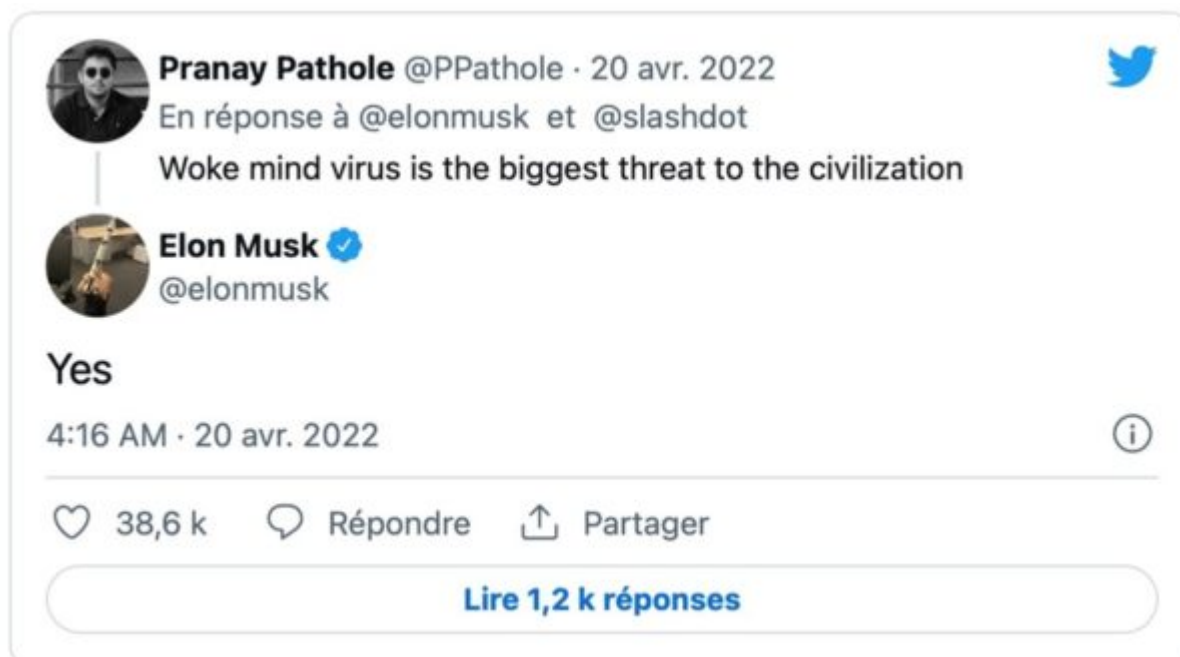 Pranay Pathole @PPathole · 20 avr. 2022
En réponse à @elonmusk et @slashdot
Woke mind virus is the biggest threat to the civilization
Elon Musk
@elonmusk
Yes
4:16 AM · 20 avr. 2022
38,6 k Répondre Partager
Lire 1,2 k réponses